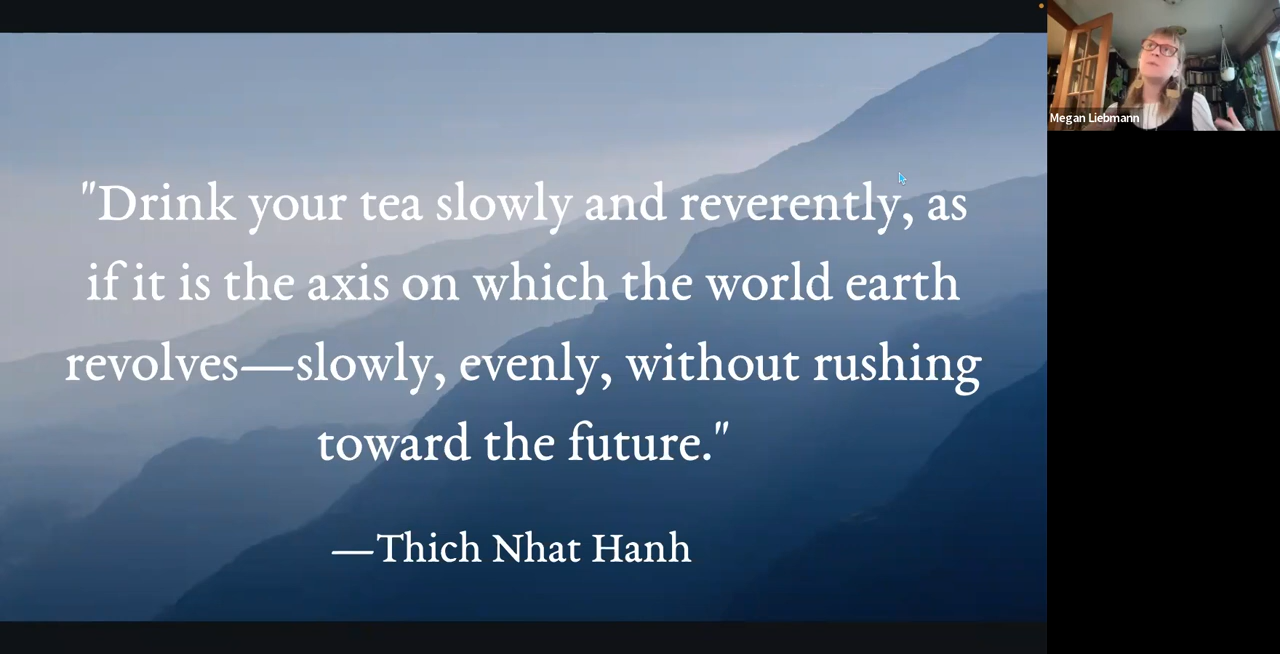 "Drink your tea slowly and reverently, as
if it is the axis on which the world earth
revolves—slowly, evenly, without rushing
toward the future."
—Thich Nhat Hanh
Megan Liebmann